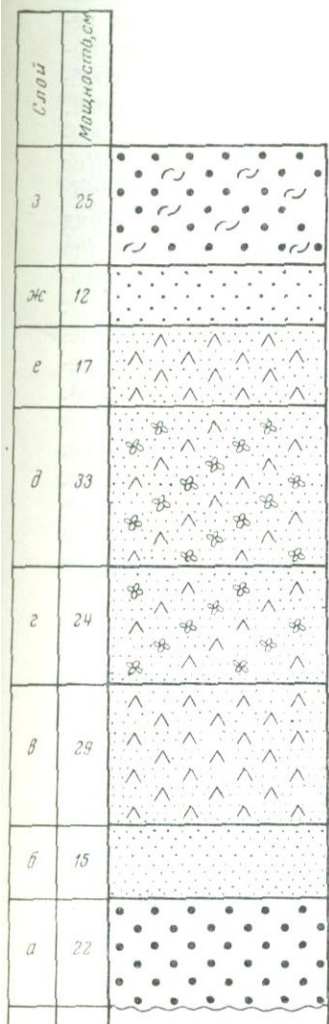 Слой Мощность, см
з 25
ж 12
е 17
д 33
г 24
в 29
б 15
а 22